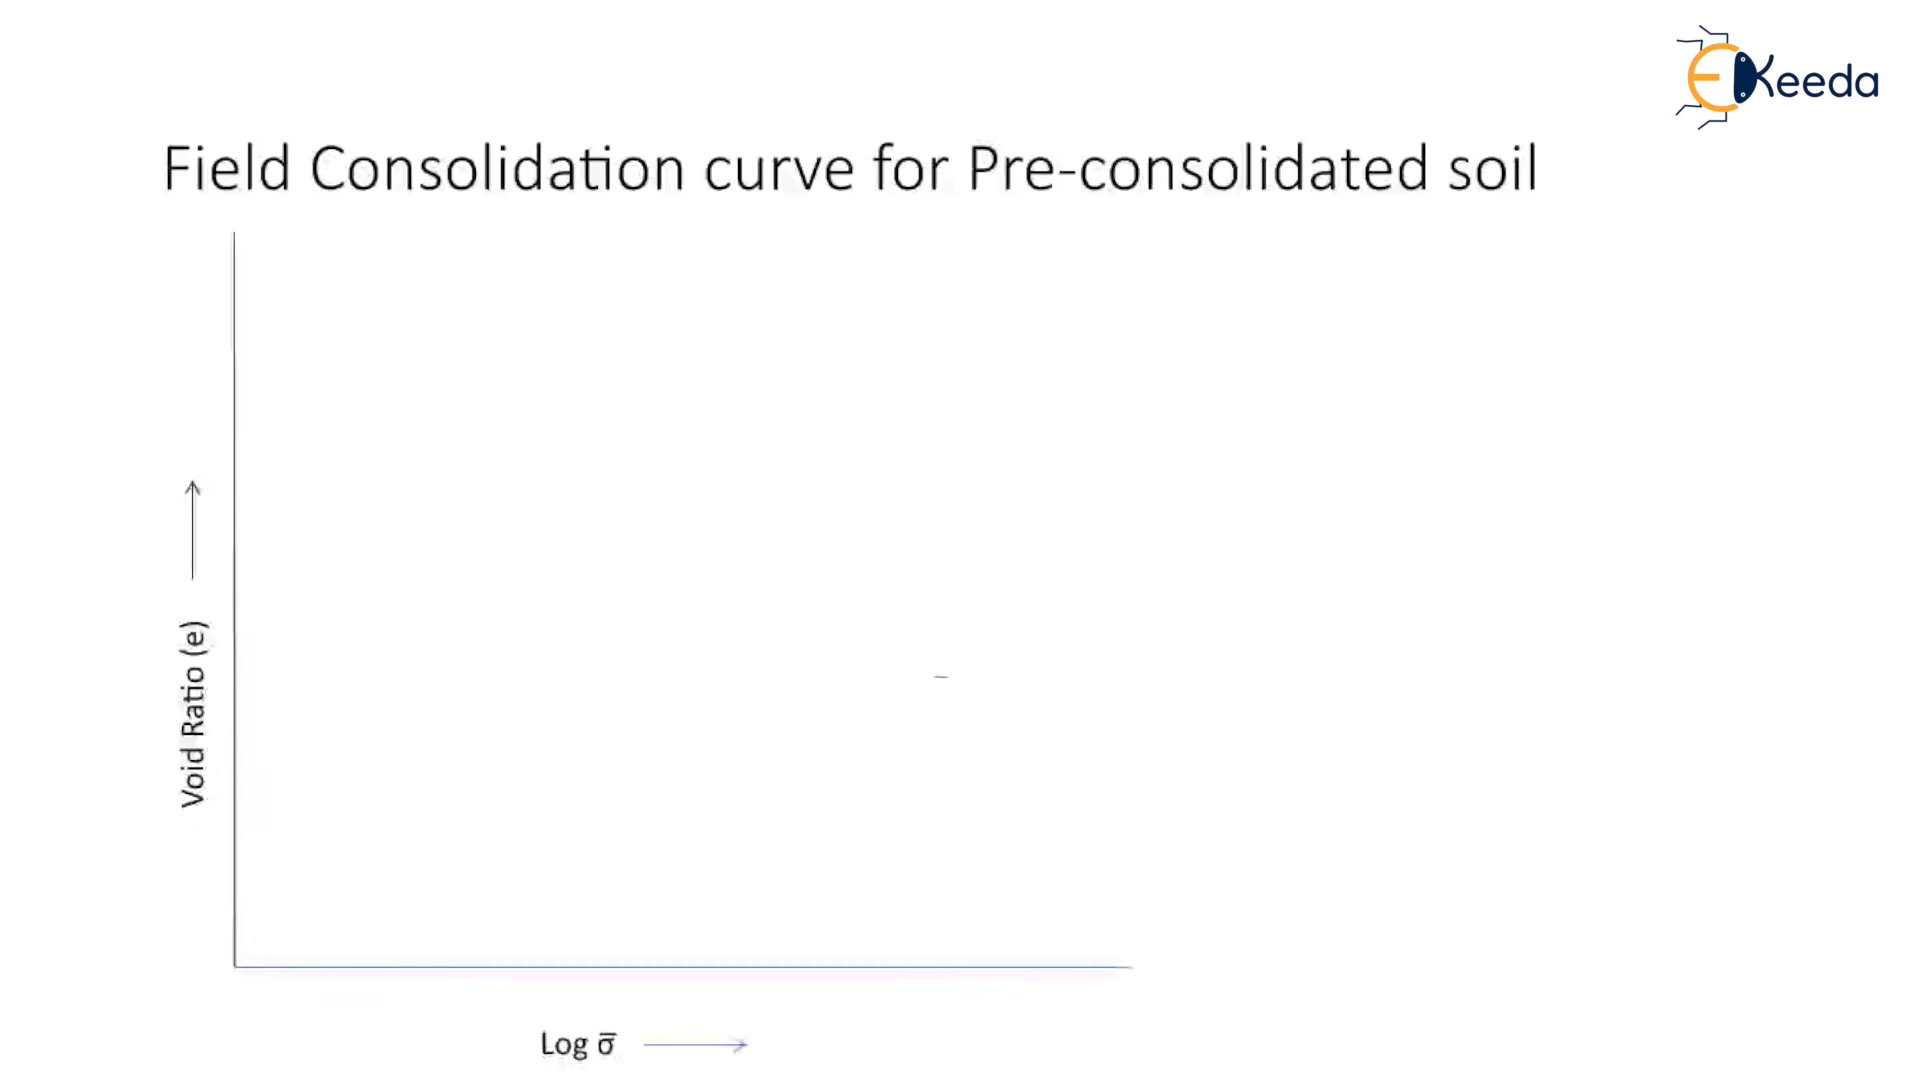 EKeeda
Field Consolidation curve for Pre-consolidated soil
Void Ratio (e)
Log σ̅